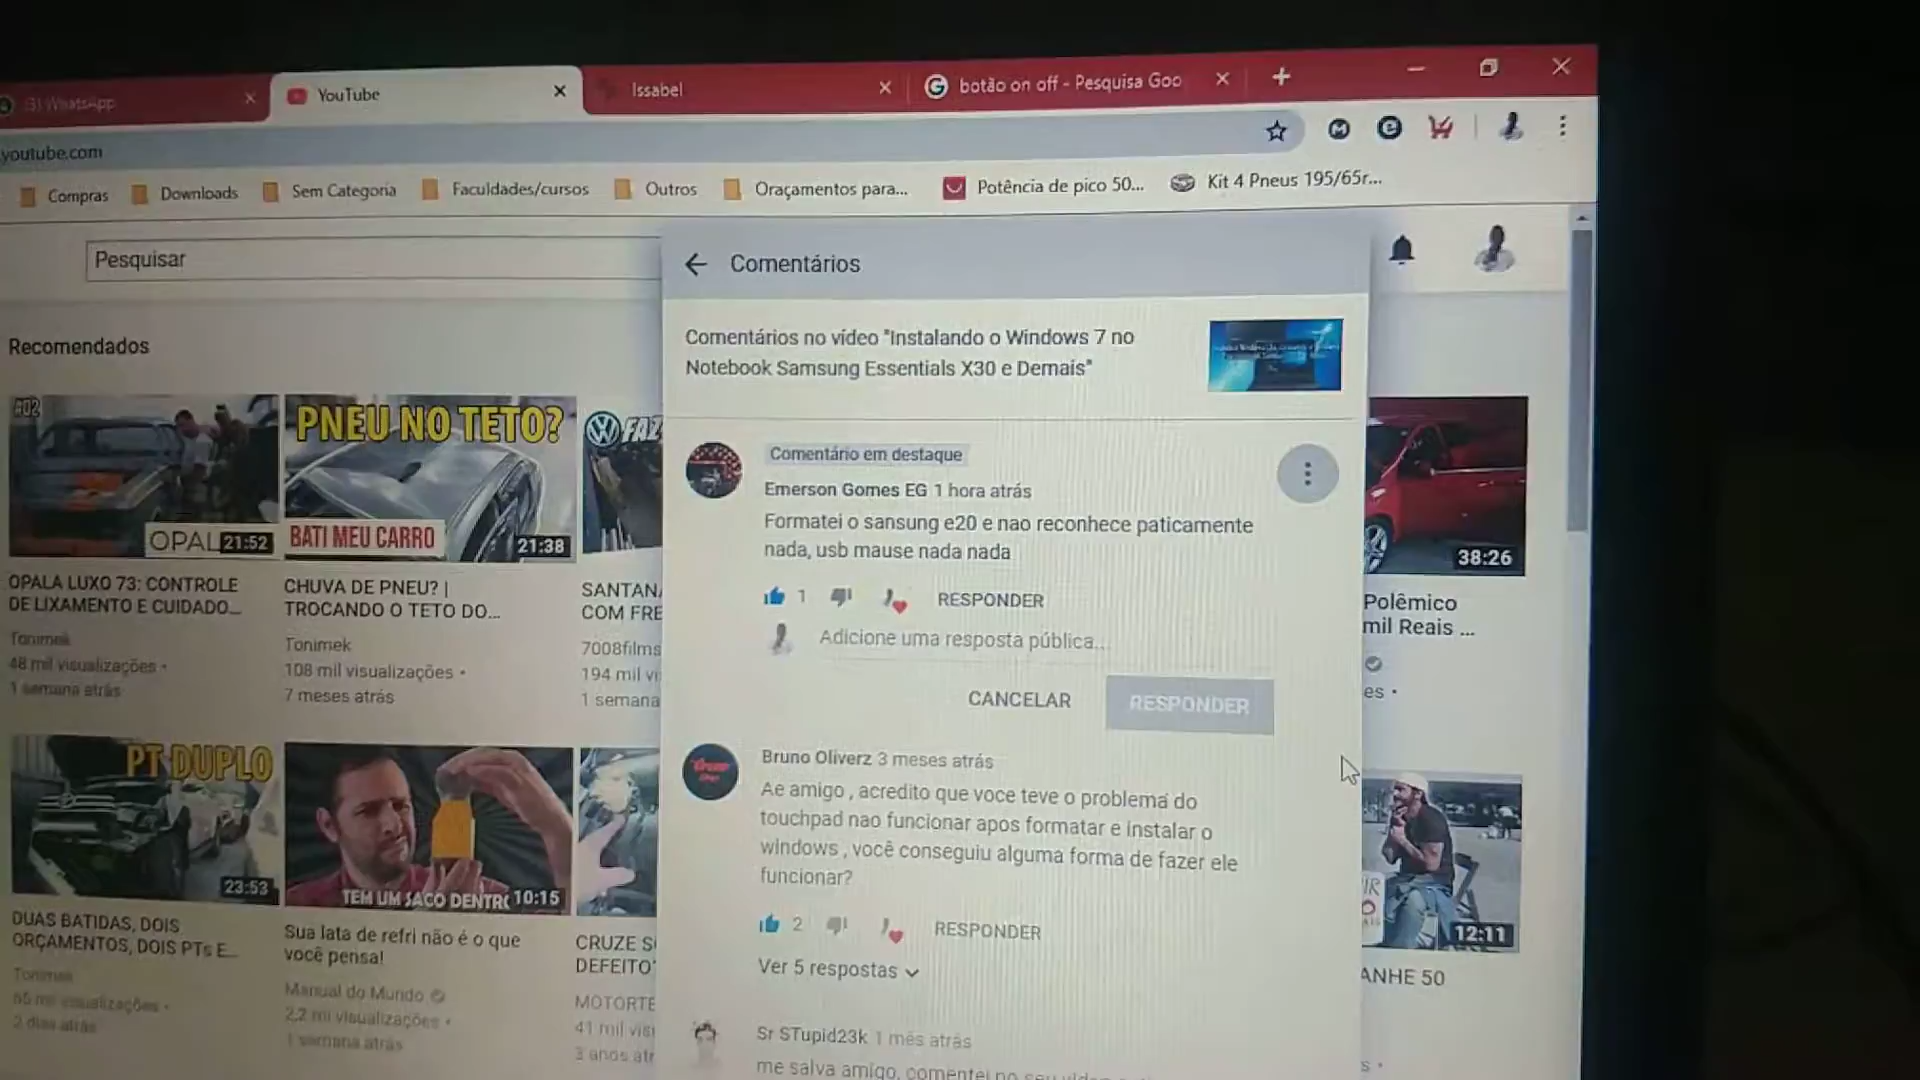 (3) WhatsApp
YouTube
Issabel
botão on off - Pesquisa Goo
youtube.com
Compras
Downloads
Sem Categoria
Faculdades/cursos
Outros
Oraçamentos para...
Potência de pico 50...
Kit 4 Pneus 195/65r...
Pesquisar
Comentários
Comentários no vídeo "Instalando o Windows 7 no
Notebook Samsung Essentials X30 e Demais"
Recomendados
#02
OPALA
21:52
PNEU NO TETO?
BATI MEU CARRO
21:38
FAZ
38:26
OPALA LUXO 73: CONTROLE
DE LIXAMENTO E CUIDADO...
Tonimek
48 mil visualizações •
1 semana atrás
CHUVA DE PNEU? |
TROCANDO O TETO DO...
Tonimek
108 mil visualizações •
7 meses atrás
SANTANA
COM FRE
7008films
194 mil vi
1 semana
Comentário em destaque
Emerson Gomes EG 1 hora atrás
Formatei o sansung e20 e nao reconhece paticamente
nada, usb mause nada nada
1
RESPONDER
Adicione uma resposta pública...
CANCELAR
RESPONDER
Polêmico
mil Reais ...
es •
Bruno Oliverz 3 meses atrás
Ae amigo , acredito que voce teve o problema do
touchpad nao funcionar apos formatar e instalar o
windows , você conseguiu alguma forma de fazer ele
funcionar?
2
RESPONDER
Ver 5 respostas
Sr STupid23k 1 mês atrás
me salva amigo, comentei no seu
PT DUPLO
23:53
TEM UM SACO DENTRO
10:15
12:11
DUAS BATIDAS, DOIS
ORÇAMENTOS, DOIS PTs E...
Tonimek
2 dias atrás
Sua lata de refri não é o que
você pensa!
Manual do Mundo
2,2 mi visualizações •
1 semana atrás
CRUZE S
DEFEITO"
MOTORTE
41 mil visu
3 anos atr
ANHE 50